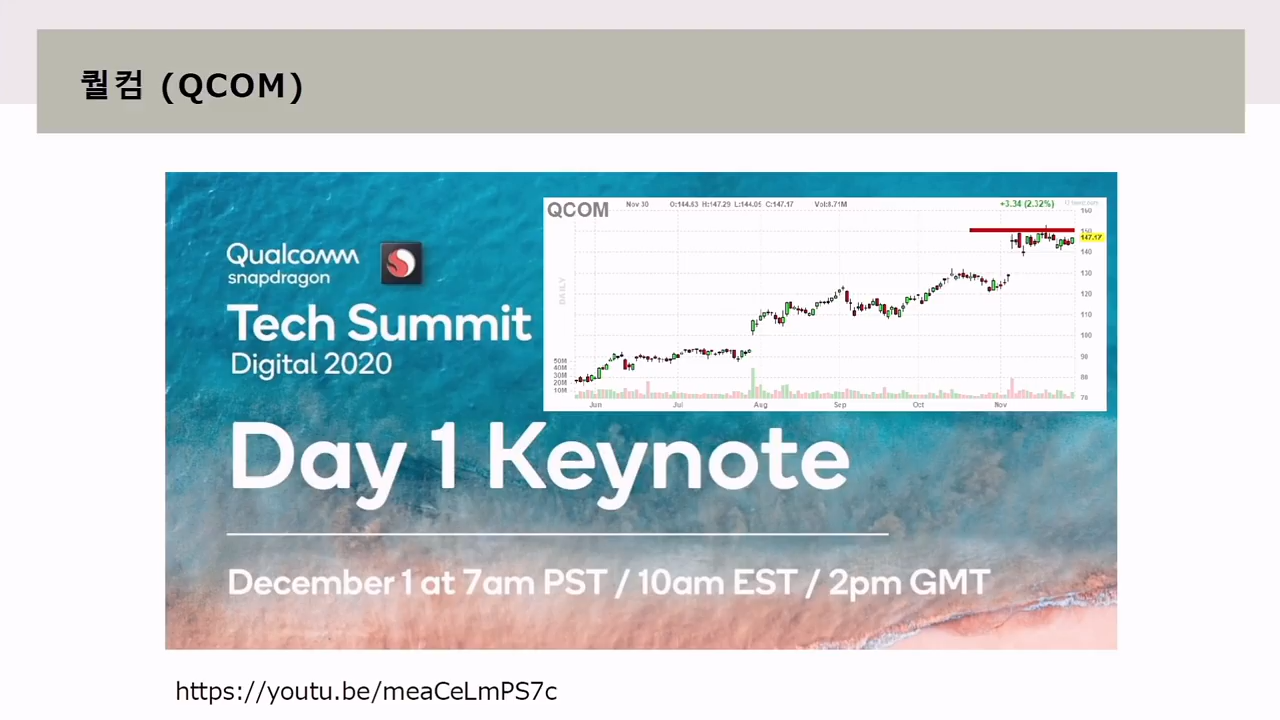 퀄컴 (QCOM)
Qualcomm
snapdragon
Tech Summit
Digital 2020
QCOM Nov 30 O:144.63 H:147.29 L:144.05 C:147.17 Vol:8.71M +3.34 (2.32%)
DAILY
160
150
147.17
140
130
120
110
100
90
80
70
50M
40M
30M
20M
10M
Jun Jul Aug Sep Oct Nov
Day 1 Keynote
December 1 at 7am PST / 10am EST / 2pm GMT
https://youtu.be/meaCeLmPS7c